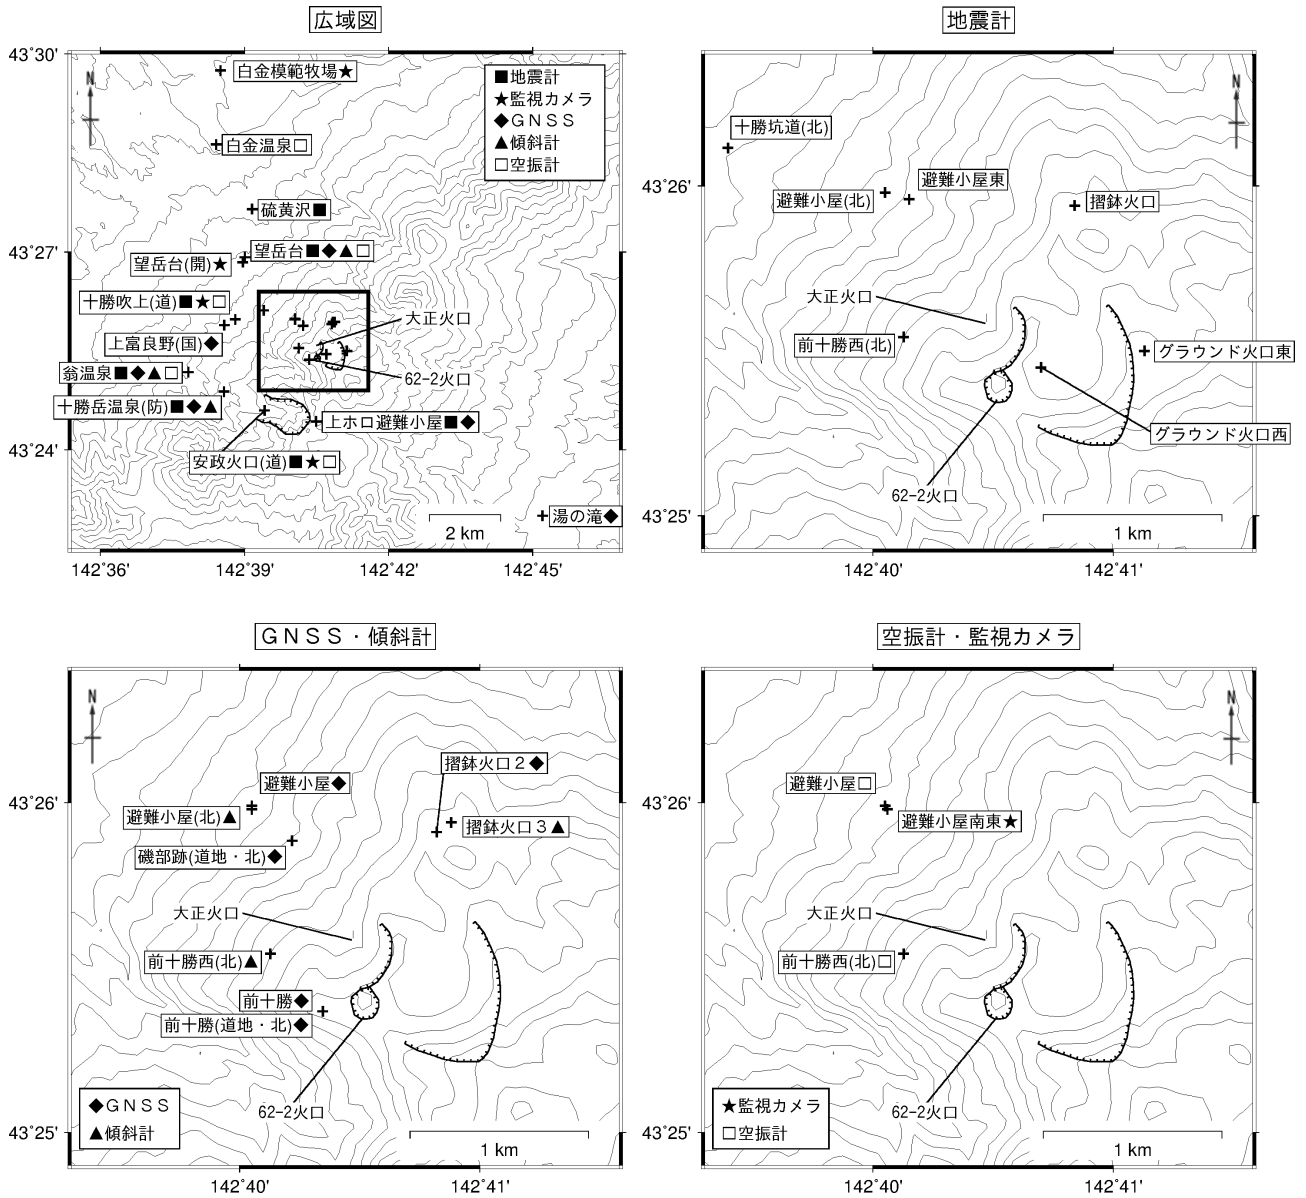 広域図
43°30'
43°27'
43°24'
142°36'
142°39'
142°42'
142°45'
N
白金模範牧場★
白金温泉□
硫黄沢■
望岳台■◆▲□
望岳台(開)★
十勝吹上(道)■★□
上富良野(国)◆
翁温泉■◆▲□
十勝岳温泉(防)■◆▲
安政火口(道)■★□
上ホロ避難小屋■◆
湯の滝◆
大正火口
62-2火口
■地震計
★監視カメラ
◆ＧＮＳＳ
▲傾斜計
□空振計
2 km
地震計
43°26'
43°25'
142°40'
142°41'
N
十勝坑道(北)
避難小屋東
避難小屋(北)
摺鉢火口
大正火口
前十勝西(北)
グラウンド火口東
グラウンド火口西
62-2火口
1 km
ＧＮＳＳ・傾斜計
43°26'
43°25'
142°40'
142°41'
N
摺鉢火口２◆
避難小屋◆
避難小屋(北)▲
摺鉢火口３▲
磯部跡(道地・北)◆
大正火口
前十勝西(北)▲
前十勝◆
前十勝(道地・北)◆
62-2火口
◆ＧＮＳＳ
▲傾斜計
1 km
空振計・監視カメラ
142°40'
142°41'
N
避難小屋□
避難小屋南東★
大正火口
前十勝西(北)□
62-2火口
★監視カメラ
□空振計
1 km